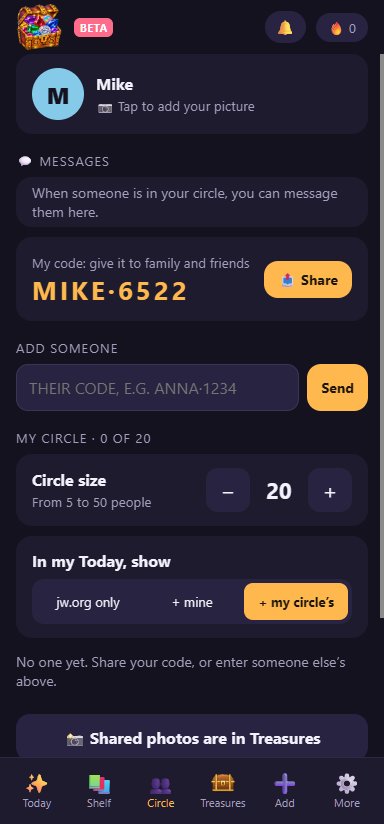 BETA
0
M
Mike
Tap to add your picture
MESSAGES
When someone is in your circle, you can message
them here.
My code: give it to family and friends
MIKE·6522
Share
ADD SOMEONE
THEIR CODE, E.G. ANNA·1234
Send
MY CIRCLE · 0 OF 20
Circle size
From 5 to 50 people
− 20 +
In my Today, show
jw.org only + mine + my circle’s
No one yet. Share your code, or enter someone else’s
above.
Shared photos are in Treasures
Today Shelf Circle Treasures Add More